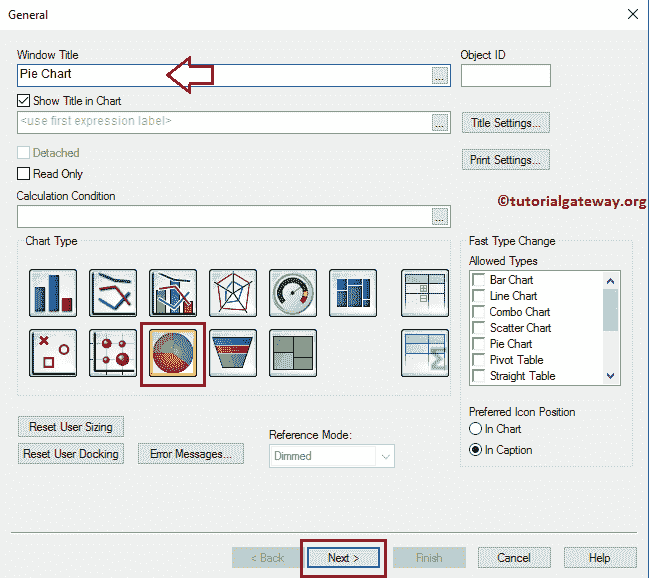 General
Window Title
Object ID
Pie Chart
...
Show Title in Chart
<use first expression label>
...
Title Settings...
Detached
Print Settings...
Read Only
Calculation Condition
...
©tutorialgateway.org
Chart Type
Fast Type Change
Allowed Types
Bar Chart
Line Chart
Combo Chart
Scatter Chart
Pie Chart
Pivot Table
Straight Table
Preferred Icon Position
In Chart
In Caption
Reset User Sizing
Reset User Docking
Error Messages...
Reference Mode:
Dimmed
< Back
Next >
Finish
Cancel
Help